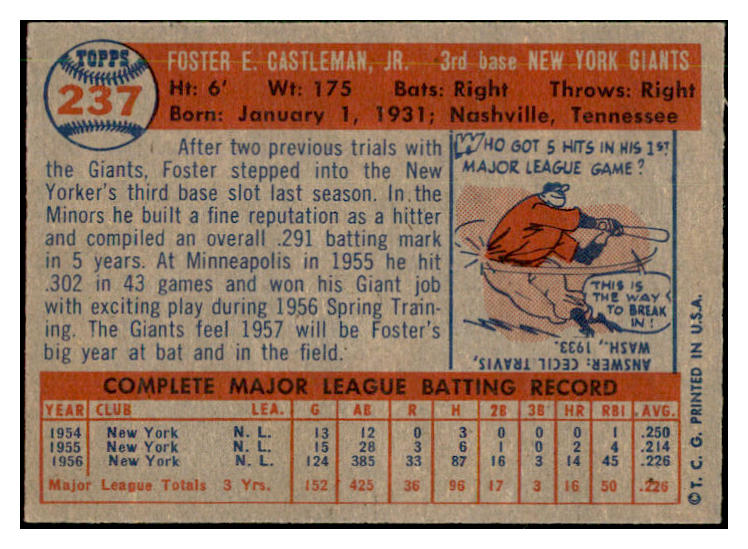 TOPPS
237
FOSTER E. CASTLEMAN, JR. 3rd base NEW YORK GIANTS
Ht: 6' Wt: 175 Bats: Right Throws: Right
Born: January 1, 1931; Nashville, Tennessee
After two previous trials with
the Giants, Foster stepped into the New
Yorker's third base slot last season. In the
Minors he built a fine reputation as a hitter
and compiled an overall .291 batting mark
in 5 years. At Minneapolis in 1955 he hit
.302 in 43 games and won his Giant job
with exciting play during 1956 Spring Train-
ing. The Giants feel 1957 will be Foster's
big year at bat and in the field.
WHO GOT 5 HITS IN HIS 1ST
MAJOR LEAGUE GAME?
THIS IS
THE WAY
TO BREAK
IN!
ANSWER: CECIL TRAVIS,
WASH., 1933.
COMPLETE MAJOR LEAGUE BATTING RECORD
YEAR CLUB LEA. G AB R H 2B 3B HR RBI AVG.
1954 New York N. L. 13 12 0 3 0 0 0 1 .250
1955 New York N. L. 15 28 3 6 1 0 2 4 .214
1956 New York N. L. 124 385 33 87 16 3 14 45 .226
Major League Totals 3 Yrs. 152 425 36 96 17 3 16 50 .226
© T. C. G. PRINTED IN U.S.A.